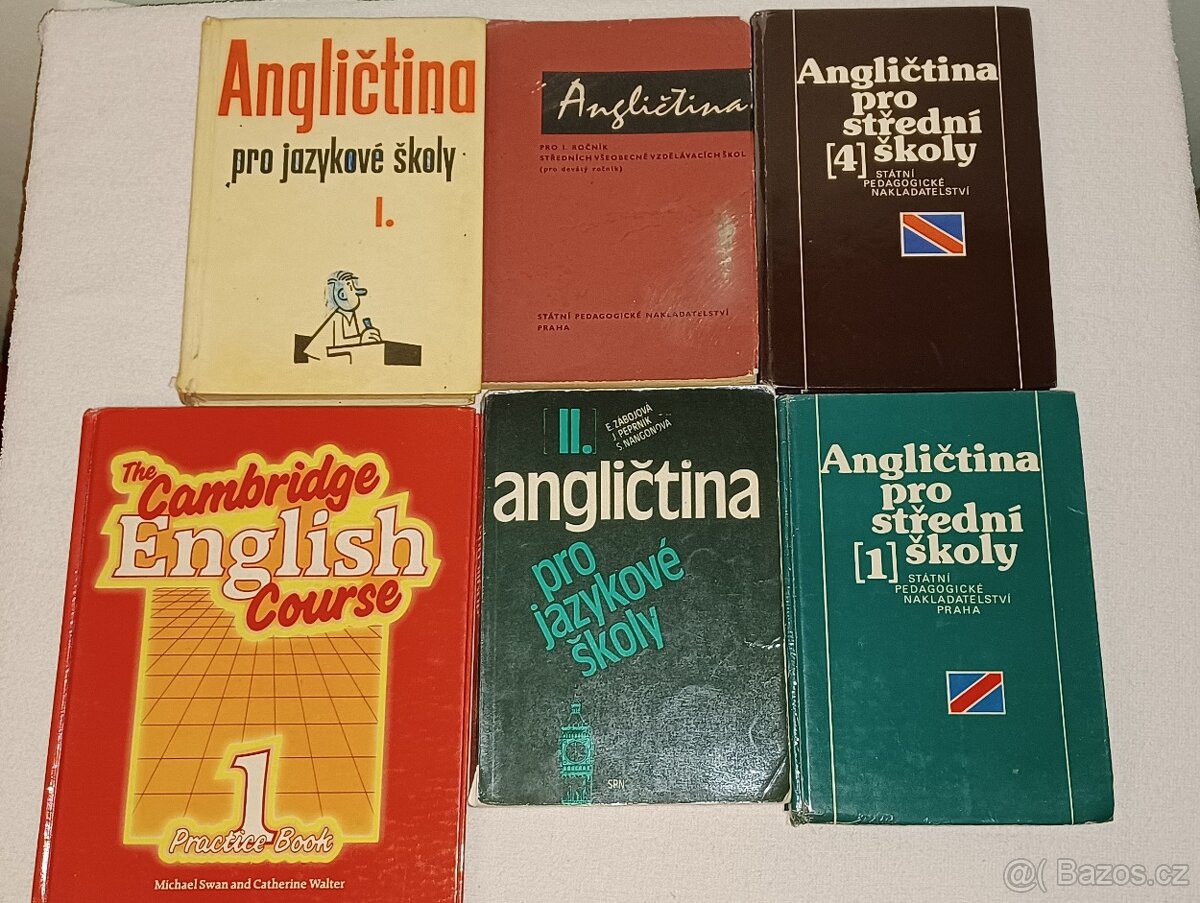 Angličtina
pro jazykové školy
I.
Angličtina
PRO I. ROČNÍK
STŘEDNÍCH VŠEOBECNĚ VZDĚLÁVACÍCH ŠKOL
(pro devátý ročník)
STÁTNÍ PEDAGOGICKÉ NAKLADATELSTVÍ
PRAHA
Angličtina
pro
střední
[4] školy
STÁTNÍ
PEDAGOGICKÉ
NAKLADATELSTVÍ
The
Cambridge
English
Course
1
Practice Book
Michael Swan and Catherine Walter
[II.]
E. ZÁBOJOVÁ
J. PEPRNÍK
S. NANGONOVÁ
angličtina
pro
jazykové
školy
SPN
Angličtina
pro
střední
[1] školy
STÁTNÍ
PEDAGOGICKÉ
NAKLADATELSTVÍ
PRAHA
@( Bazos.cz